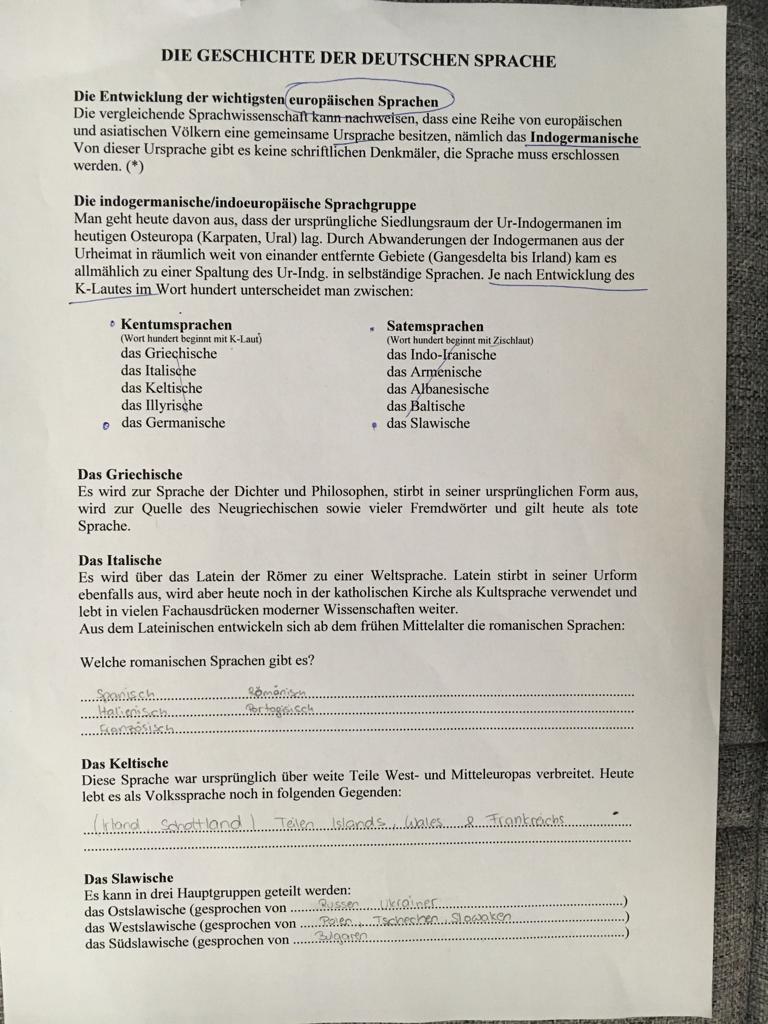 DIE GESCHICHTE DER DEUTSCHEN SPRACHE
Die Entwicklung der wichtigsten europäischen Sprachen
Die vergleichende Sprachwissenschaft kann nachweisen, dass eine Reihe von europäischen
und asiatischen Völkern eine gemeinsame Ursprache besitzen, nämlich das Indogermanische
Von dieser Ursprache gibt es keine schriftlichen Denkmäler, die Sprache muss erschlossen
werden. (*)
Die indogermanische/indoeuropäische Sprachgruppe
Man geht heute davon aus, dass der ursprüngliche Siedlungsraum der Ur-Indogermanen im
heutigen Osteuropa (Karpaten, Ural) lag. Durch Abwanderungen der Indogermanen aus der
Urheimat in räumlich weit von einander entfernte Gebiete (Gangesdelta bis Irland) kam es
allmählich zu einer Spaltung des Ur-Indg. in selbständige Sprachen. Je nach Entwicklung des
K-Lautes im Wort hundert unterscheidet man zwischen:
Kentumsprachen
(Wort hundert beginnt mit K-Laut)
das Griechische
das Italische
das Keltische
das Illyrische
das Germanische
Satemsprachen
(Wort hundert beginnt mit Zischlaut)
das Indo-Iranische
das Armenische
das Albanesische
das Baltische
das Slawische
Das Griechische
Es wird zur Sprache der Dichter und Philosophen, stirbt in seiner ursprünglichen Form aus,
wird zur Quelle des Neugriechischen sowie vieler Fremdwörter und gilt heute als tote
Sprache.
Das Italische
Es wird über das Latein der Römer zu einer Weltsprache. Latein stirbt in seiner Urform
ebenfalls aus, wird aber heute noch in der katholischen Kirche als Kultsprache verwendet und
lebt in vielen Fachausdrücken moderner Wissenschaften weiter.
Aus dem Lateinischen entwickeln sich ab dem frühen Mittelalter die romanischen Sprachen:
Welche romanischen Sprachen gibt es?
Spanisch Römänisch
Italienisch Portogisisch
Französisch
Das Keltische
Diese Sprache war ursprünglich über weite Teile West- und Mitteleuropas verbreitet. Heute
lebt es als Volkssprache noch in folgenden Gegenden:
(Irland, Schottland) Teilen Islands, Wales & Frankreichs
Das Slawische
Es kann in drei Hauptgruppen geteilt werden:
das Ostslawische (gesprochen von Russen Ukrainer)
das Westslawische (gesprochen von Polen, Tschechen, Slowaken)
das Südslawische (gesprochen von Bulgaren)